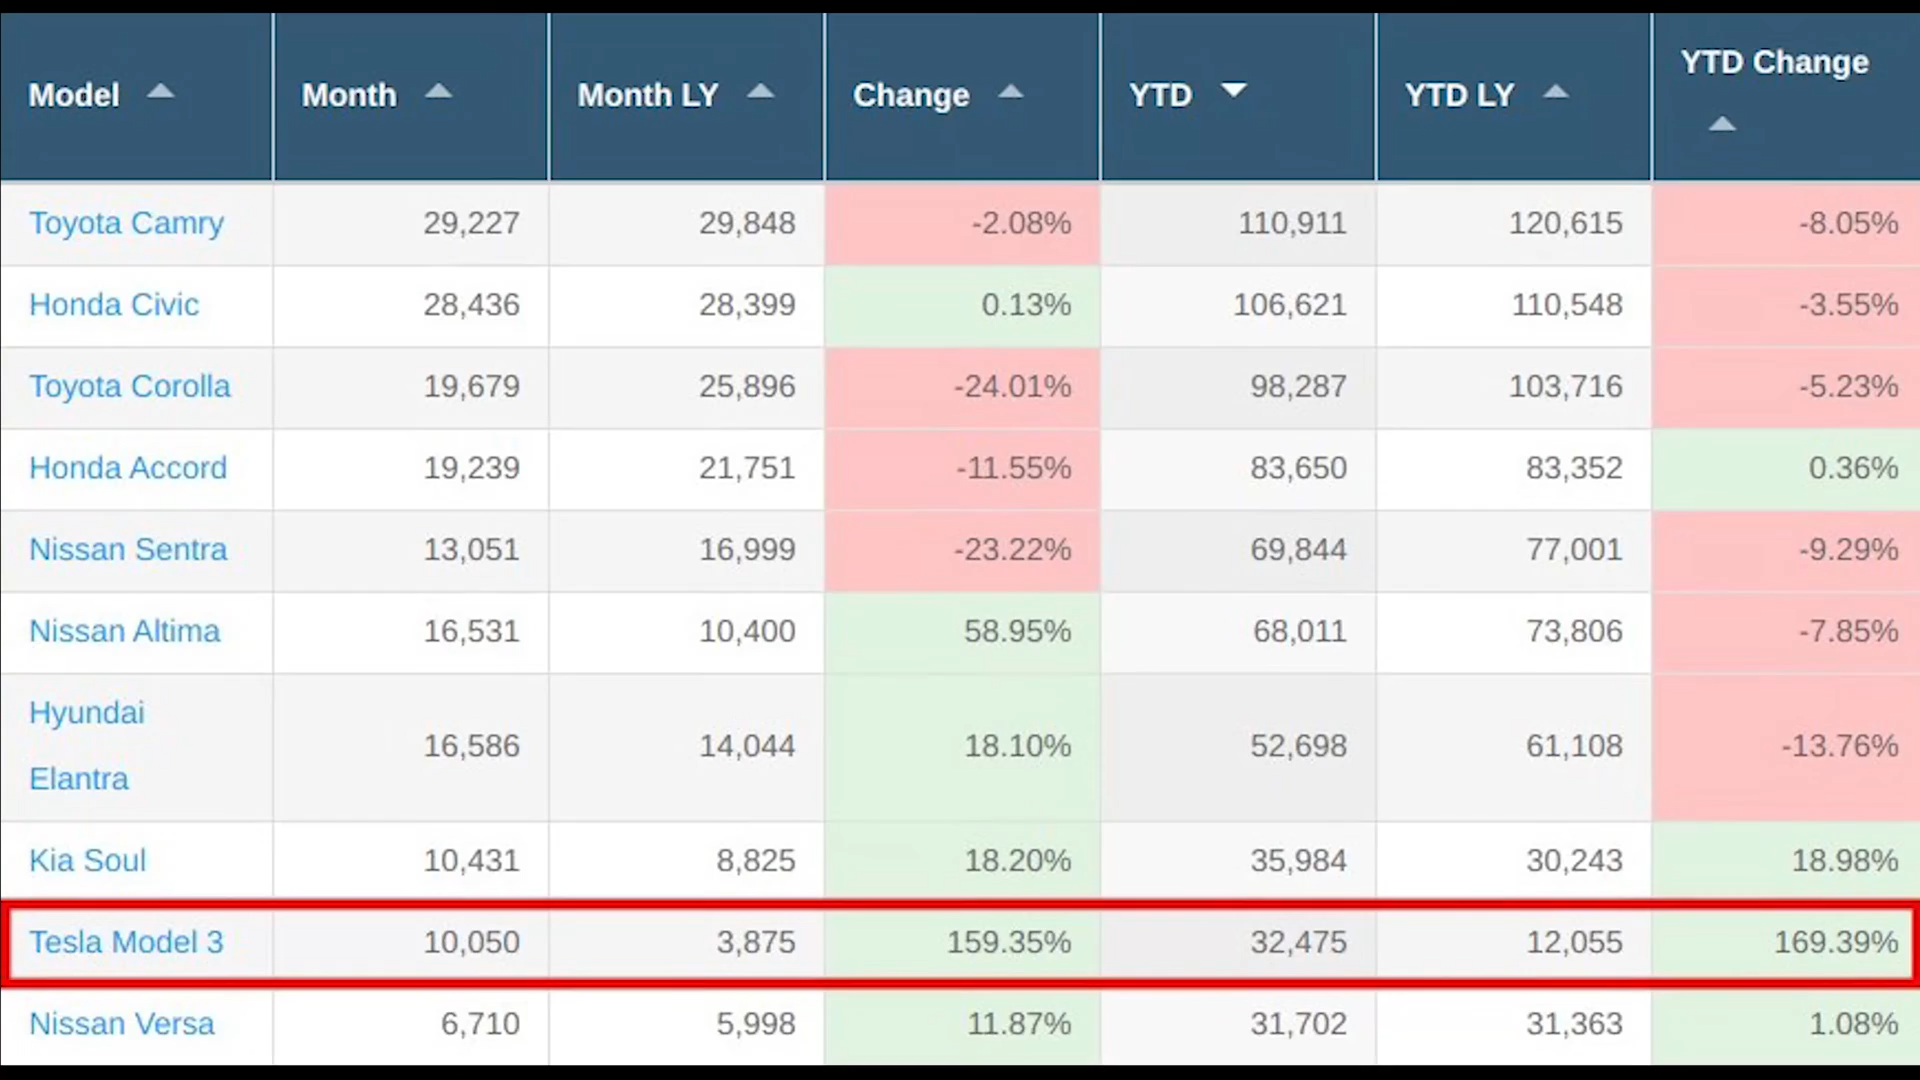 Model Month Month LY Change YTD YTD LY YTD Change
Toyota Camry 29,227 29,848 -2.08% 110,911 120,615 -8.05%
Honda Civic 28,436 28,399 0.13% 106,621 110,548 -3.55%
Toyota Corolla 19,679 25,896 -24.01% 98,287 103,716 -5.23%
Honda Accord 19,239 21,751 -11.55% 83,650 83,352 0.36%
Nissan Sentra 13,051 16,999 -23.22% 69,844 77,001 -9.29%
Nissan Altima 16,531 10,400 58.95% 68,011 73,806 -7.85%
Hyundai
Elantra 16,586 14,044 18.10% 52,698 61,108 -13.76%
Kia Soul 10,431 8,825 18.20% 35,984 30,243 18.98%
Tesla Model 3 10,050 3,875 159.35% 32,475 12,055 169.39%
Nissan Versa 6,710 5,998 11.87% 31,702 31,363 1.08%